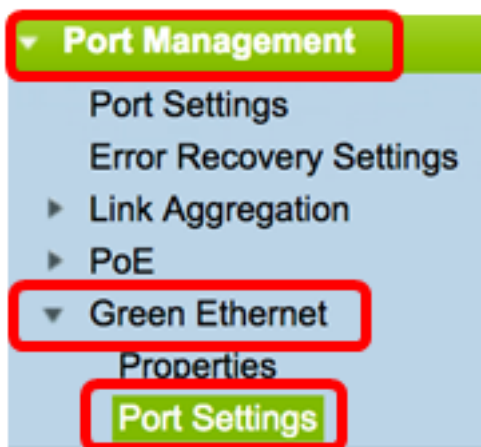 Port Management
Port Settings
Error Recovery Settings
Link Aggregation
PoE
Green Ethernet
Properties
Port Settings